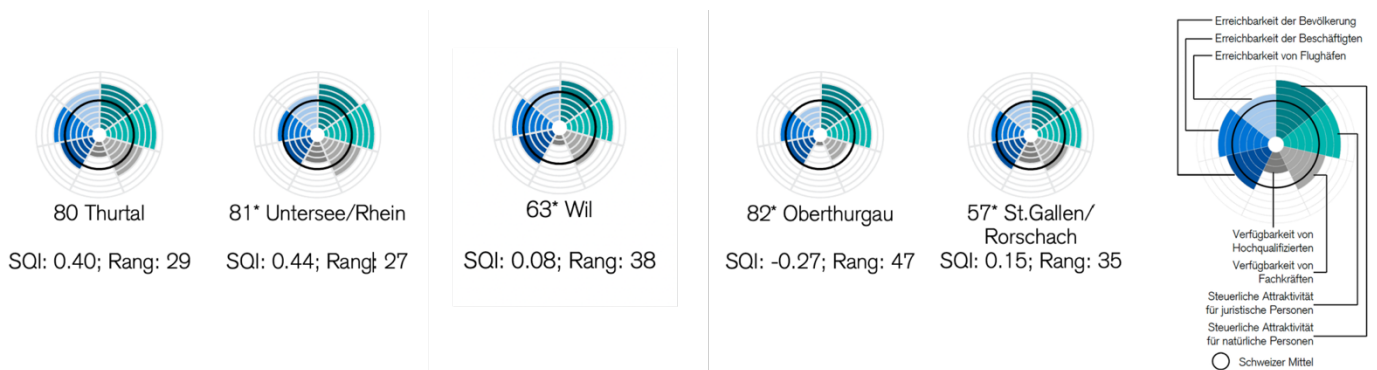 80 Thurtal
SQI: 0.40; Rang: 29
81* Untersee/Rhein
SQI: 0.44; Rang: 27
63* Wil
SQI: 0.08; Rang: 38
82* Oberthurgau
SQI: -0.27; Rang: 47
57* St.Gallen/
Rorschach
SQI: 0.15; Rang: 35
Erreichbarkeit der Bevölkerung
Erreichbarkeit der Beschäftigten
Erreichbarkeit von Flughäfen
Verfügbarkeit von
Hochqualifizierten
Verfügbarkeit von
Fachkräften
Steuerliche Attraktivität
für juristische Personen
Steuerliche Attraktivität
für natürliche Personen
Schweizer Mittel